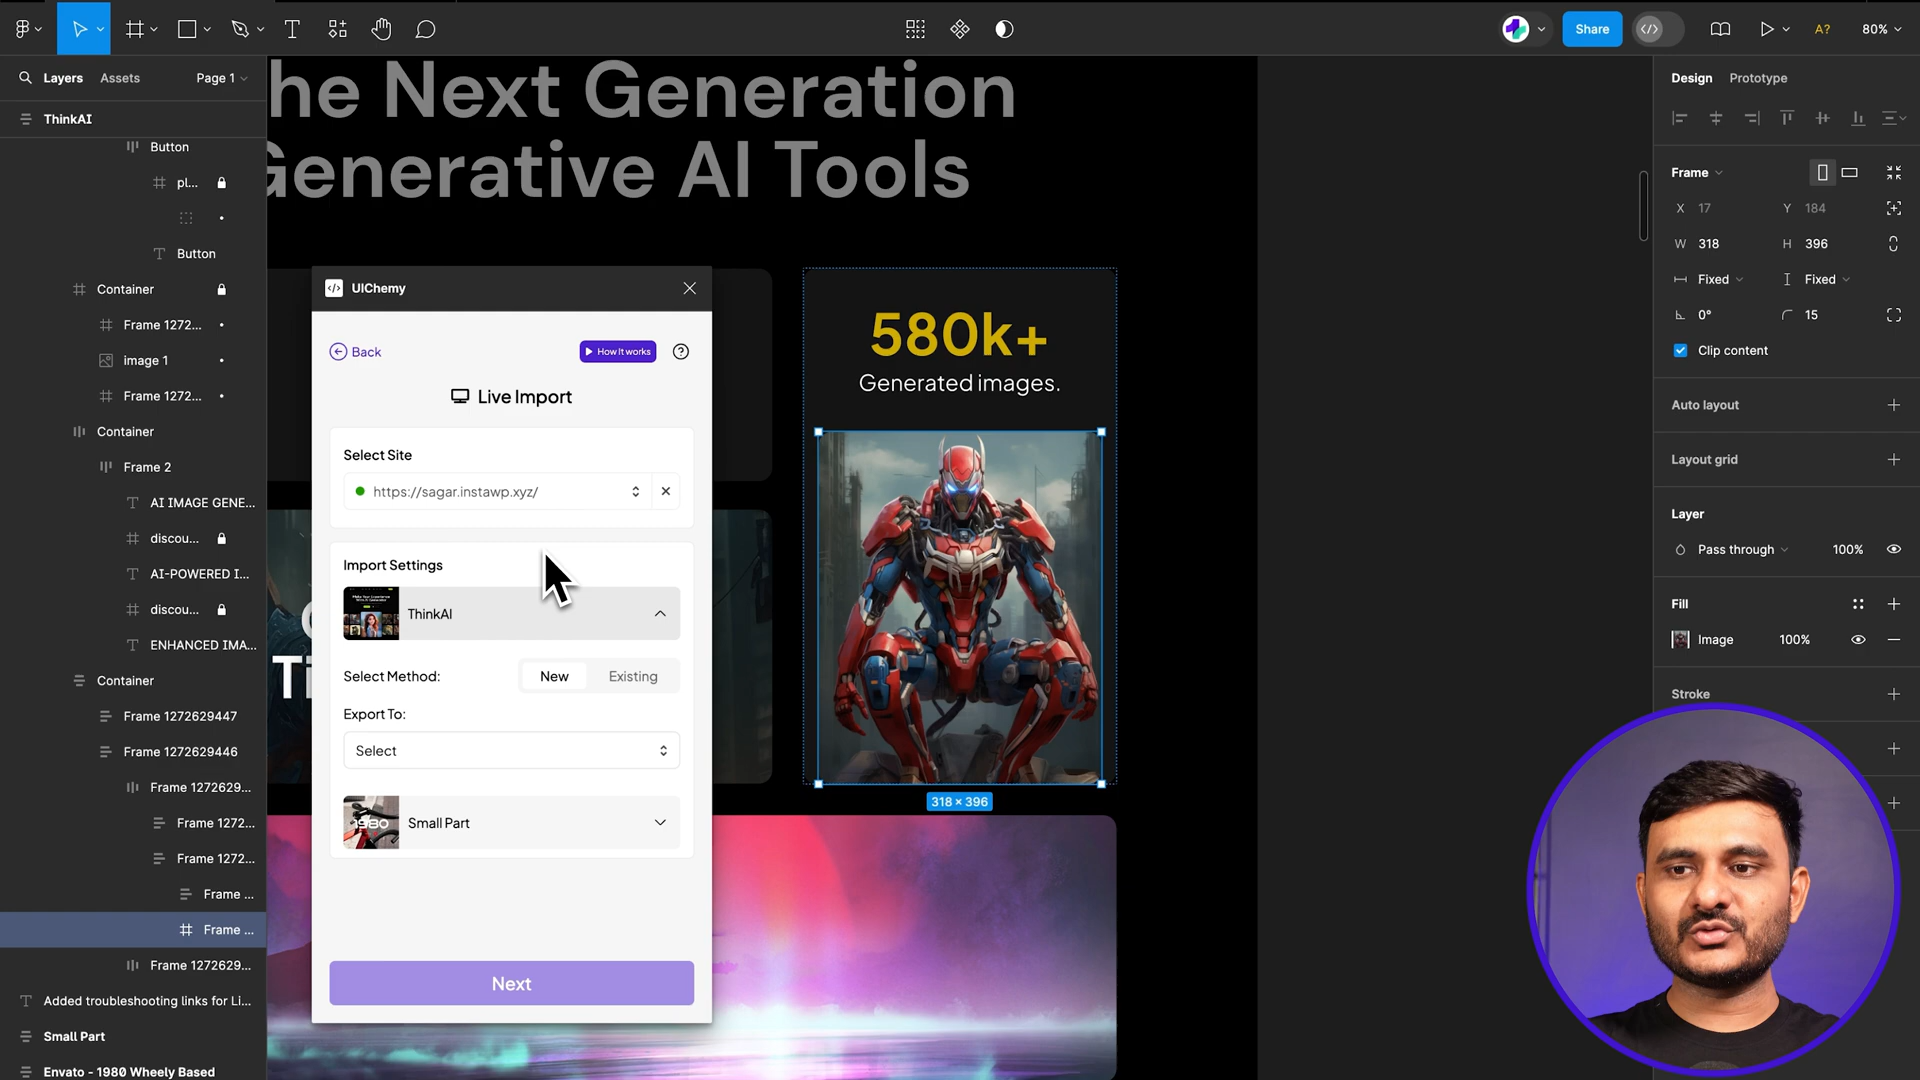 Share
A?
80%
Layers
Assets
Page 1
ThinkAI
Button
pl...
Button
Container
Frame 1272...
image 1
Frame 1272...
Container
Frame 2
AI IMAGE GENE...
discou...
AI-POWERED I...
discou...
ENHANCED IMA...
Container
Frame 1272629447
Frame 1272629446
Frame 1272629...
Frame 1272...
Frame 1272...
Frame ...
Frame ...
Frame 1272629...
Added troubleshooting links for Li...
Small Part
Envato - 1980 Wheely Based
he Next Generation
Generative AI Tools
580k+
Generated images.
318 × 396
Ti
UIChemy
Back
How It works
Live Import
Select Site
https://sagar.instawp.xyz/
Import Settings
ThinkAI
Select Method:
New
Existing
Export To:
Select
1980
Small Part
Next
Design
Prototype
Frame
X 17
Y 184
W 318
H 396
Fixed
Fixed
0°
15
Clip content
Auto layout
Layout grid
Layer
Pass through
100%
Fill
Image
100%
Stroke